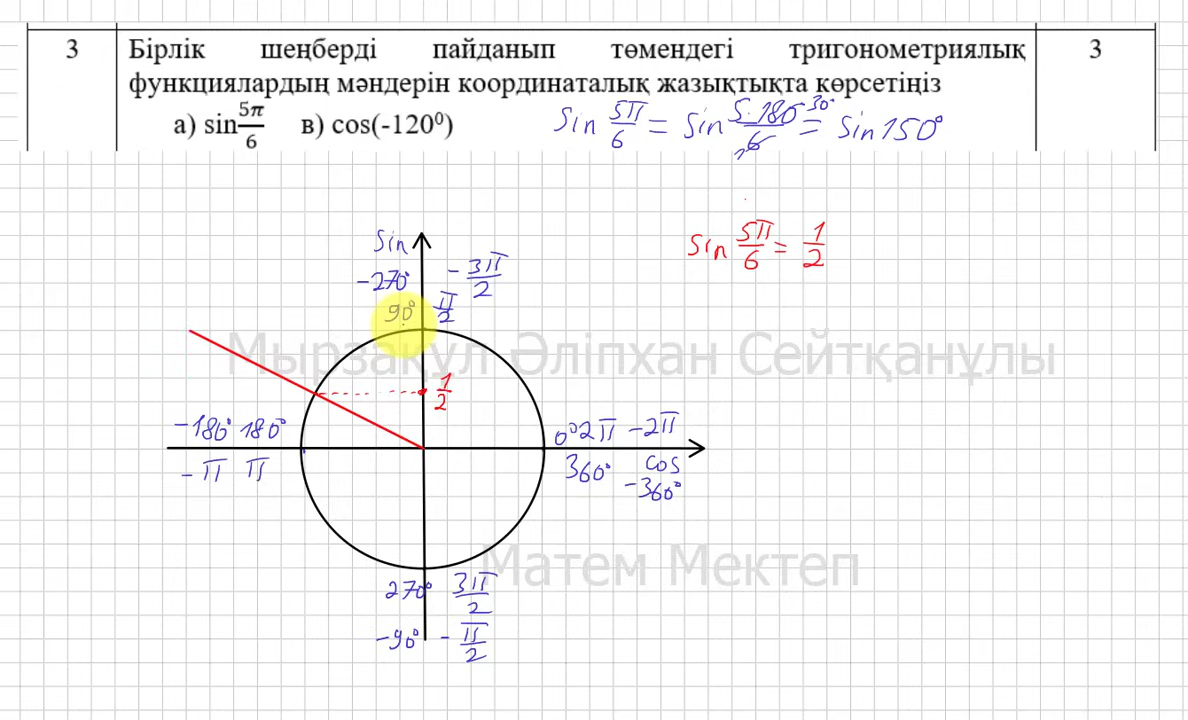 3 Бірлік шеңберді пайданып төмендегі тригонометриялық 3
функциялардың мәндерін координаталық жазықтықта көрсетіңіз
а) sin 5π/6 в) cos(-120⁰) Sin 5π/6 = Sin 5·180°/6 30° 1 = Sin 150°
Sin 5π/6 = 1/2
Sin
-270° -3π/2
90° π/2
Мырзақұл Әліпхан Сейтқанұлы
1/2
-180° 180° 0° 2π -2π
-π π 360° cos
-360°
Матем Мектеп
270° 3π/2
-90° -π/2